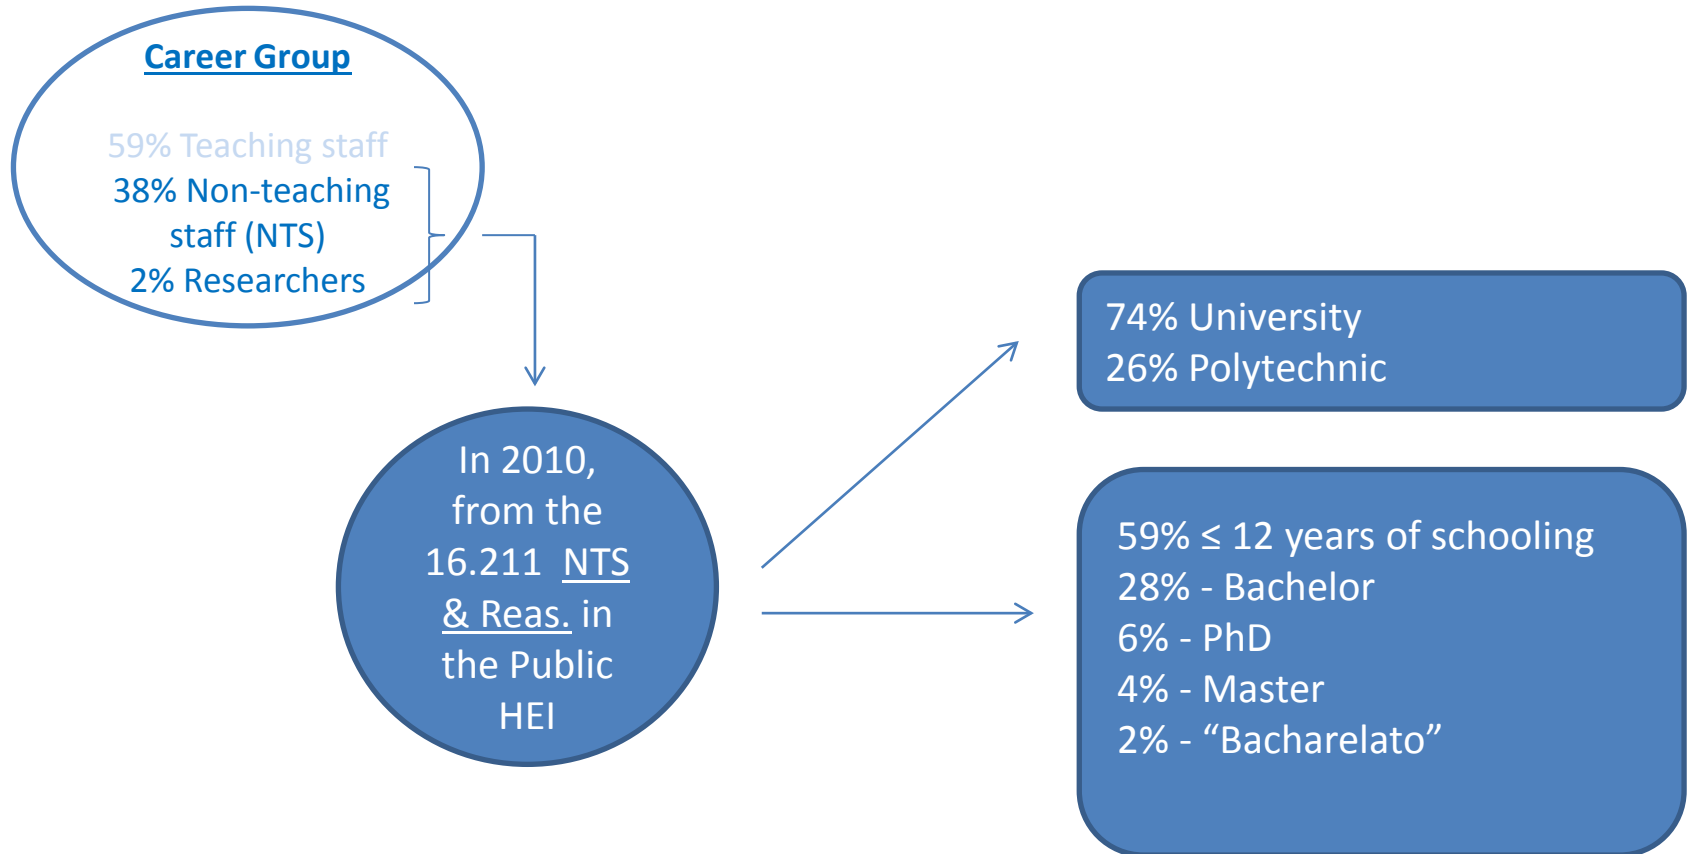 Career Group
59% Teaching staff
38% Non-teaching
staff (NTS)
2% Researchers
In 2010,
from the
16.211 NTS
& Reas. in
the Public
HEI
74% University
26% Polytechnic
59% ≤ 12 years of schooling
28% - Bachelor
6% - PhD
4% - Master
2% - “Bacharelato”